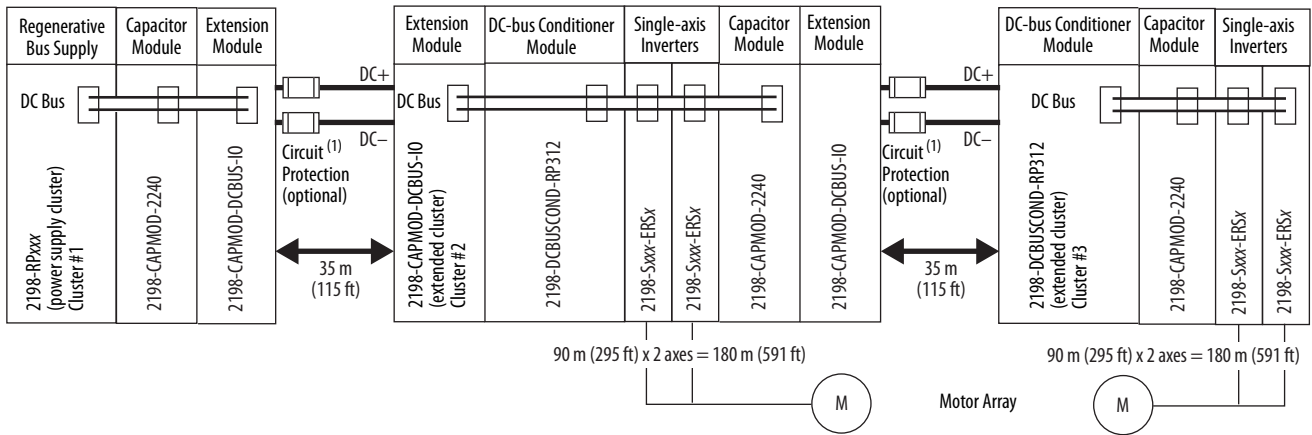 Regenerative
Bus Supply
Capacitor
Module
Extension
Module
DC Bus
2198-RPxxx
(power supply cluster)
Cluster #1
2198-CAPMOD-2240
2198-CAPMOD-DCBUS-IO
DC+
DC–
Circuit (1)
Protection
(optional)
35 m
(115 ft)
Extension
Module
DC-bus Conditioner
Module
Single-axis
Inverters
Capacitor
Module
Extension
Module
DC Bus
2198-CAPMOD-DCBUS-IO
(extended cluster)
Cluster #2
2198-DCBUSCOND-RP312
2198-Sxxx-ERSx
2198-Sxxx-ERSx
2198-CAPMOD-2240
2198-CAPMOD-DCBUS-IO
DC+
DC–
Circuit (1)
Protection
(optional)
35 m
(115 ft)
DC-bus Conditioner
Module
Capacitor
Module
Single-axis
Inverters
DC Bus
2198-DCBUSCOND-RP312
(extended cluster)
Cluster #3
2198-CAPMOD-2240
2198-Sxxx-ERSx
2198-Sxxx-ERSx
90 m (295 ft) x 2 axes = 180 m (591 ft)
90 m (295 ft) x 2 axes = 180 m (591 ft)
M
Motor Array
M